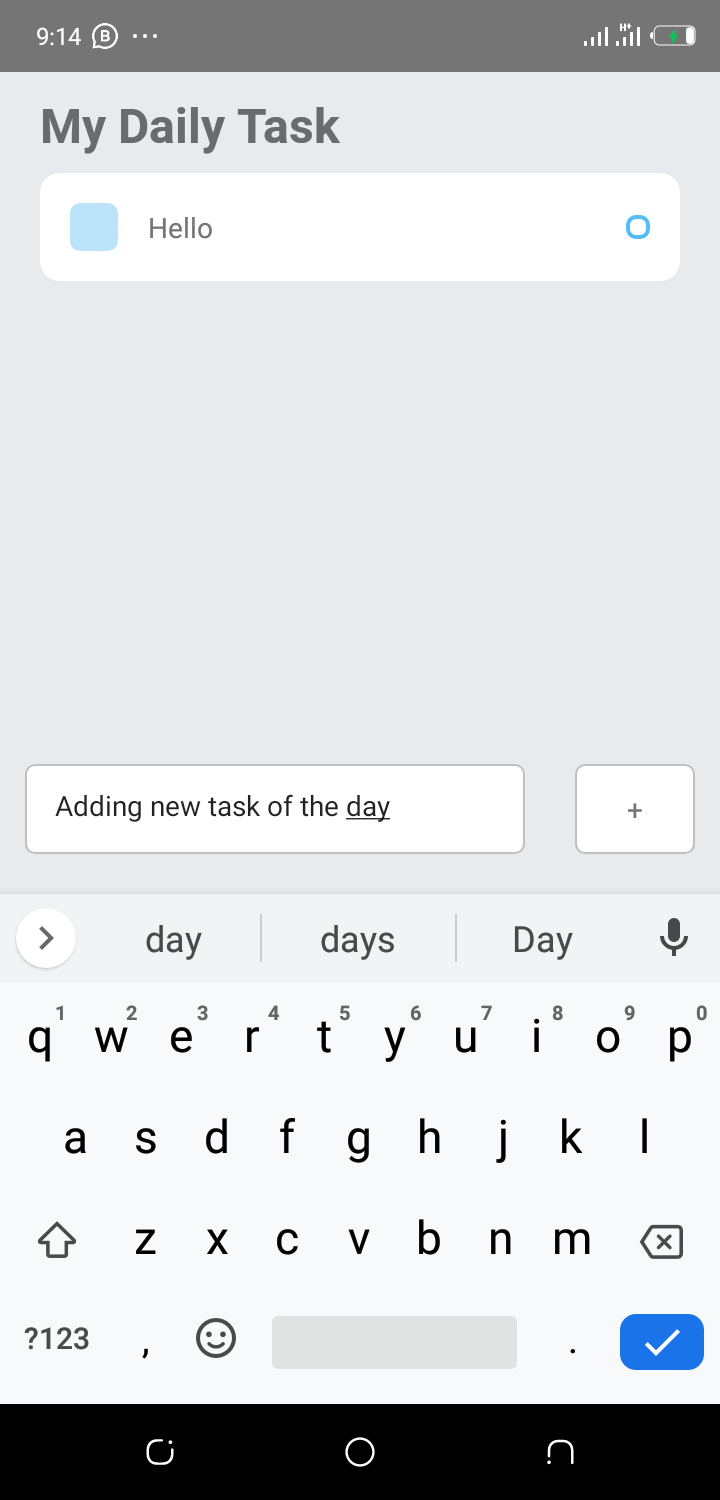 9:14 B ...
H+
My Daily Task
Hello
Adding new task of the day
+
day days Day
1 2 3 4 5 6 7 8 9 0
q w e r t y u i o p
a s d f g h j k l
z x c v b n m
?123 , .